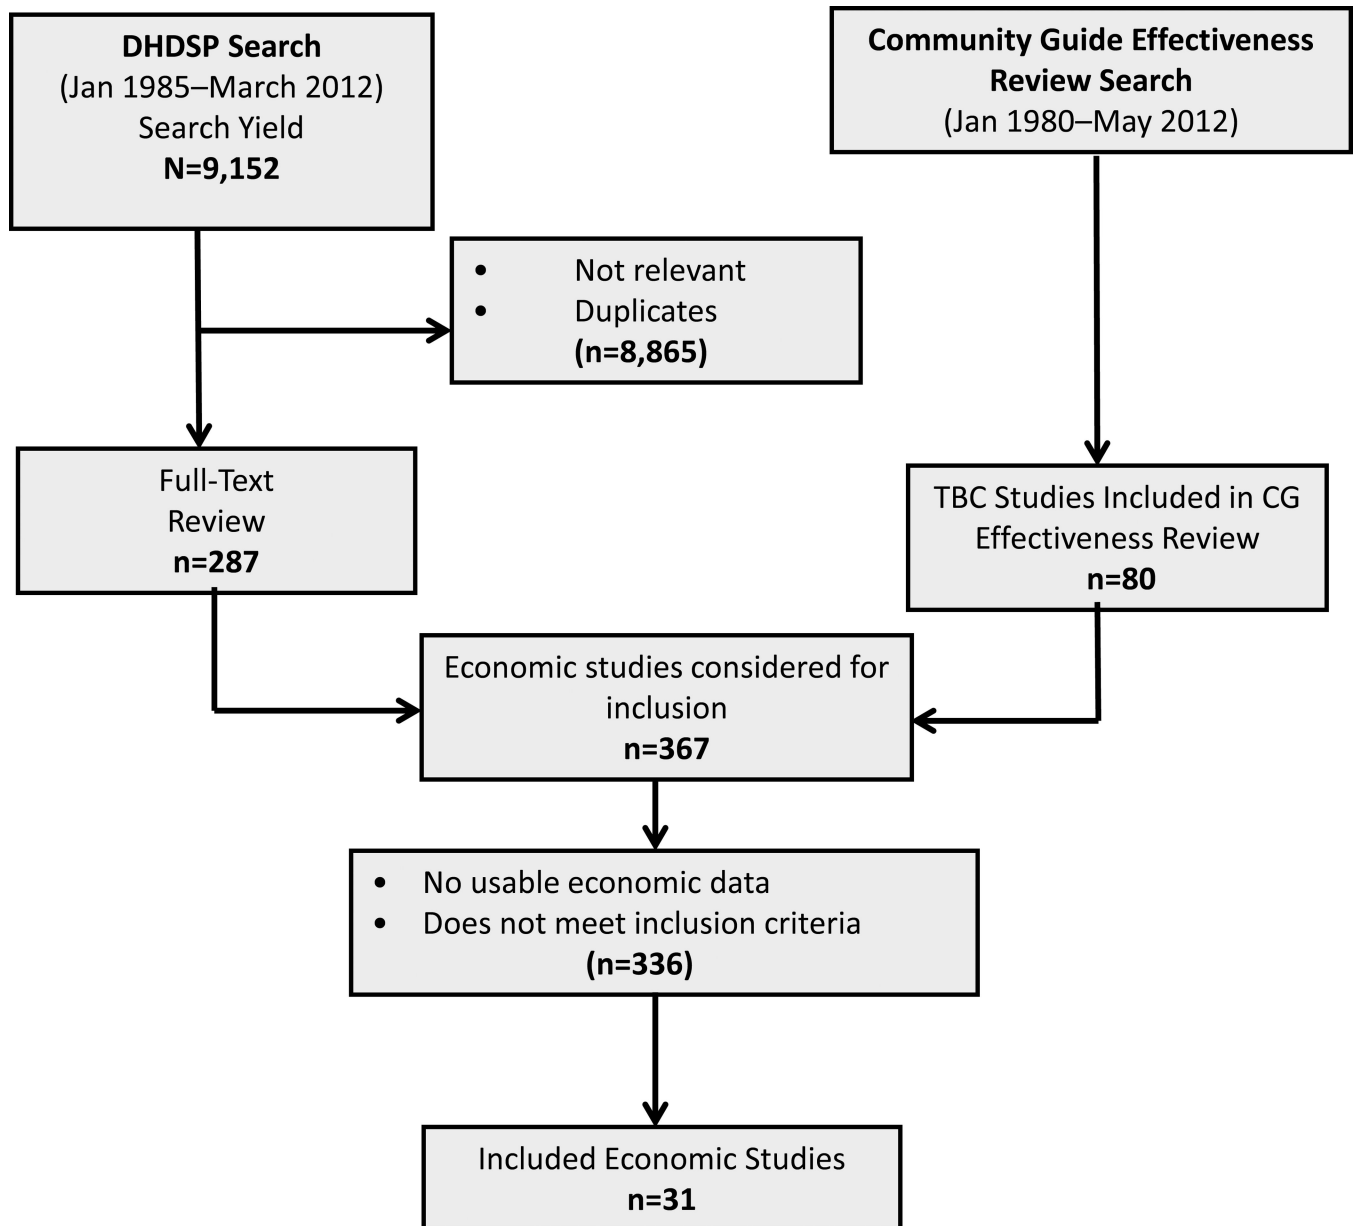 DHDSP Search
(Jan 1985–March 2012)
Search Yield
N=9,152
Community Guide Effectiveness
Review Search
(Jan 1980–May 2012)
• Not relevant
• Duplicates
(n=8,865)
Full-Text
Review
n=287
TBC Studies Included in CG
Effectiveness Review
n=80
Economic studies considered for
inclusion
n=367
• No usable economic data
• Does not meet inclusion criteria
(n=336)
Included Economic Studies
n=31